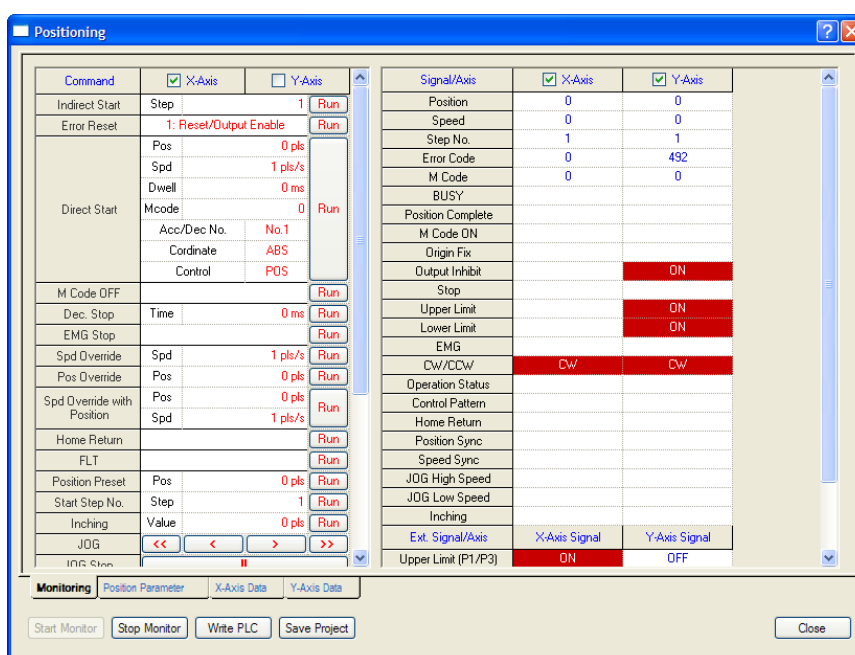 Positioning
Command X-Axis Y-Axis
Indirect Start Step 1 Run
Error Reset 1: Reset/Output Enable Run
Direct Start Pos 0 pls Run
Spd 1 pls/s
Dwell 0 ms
Mcode 0
Acc/Dec No. No.1
Cordinate ABS
Control POS
M Code OFF Run
Dec. Stop Time 0 ms Run
EMG Stop Run
Spd Override Spd 1 pls/s Run
Pos Override Pos 0 pls Run
Spd Override with Position Pos 0 pls Run
Spd 1 pls/s
Home Return Run
FLT Run
Position Preset Pos 0 pls Run
Start Step No. Step 1 Run
Inching Value 0 pls Run
JOG << < > >>
JOG Stop II
Signal/Axis X-Axis Y-Axis
Position 0 0
Speed 0 0
Step No. 1 1
Error Code 0 492
M Code 0 0
BUSY
Position Complete
M Code ON
Origin Fix
Output Inhibit ON
Stop
Upper Limit ON
Lower Limit ON
EMG
CW/CCW CW CW
Operation Status
Control Pattern
Home Return
Position Sync
Speed Sync
JOG High Speed
JOG Low Speed
Inching
Ext. Signal/Axis X-Axis Signal Y-Axis Signal
Upper Limit (P1/P3) ON OFF
Monitoring Position Parameter X-Axis Data Y-Axis Data
Start Monitor Stop Monitor Write PLC Save Project Close